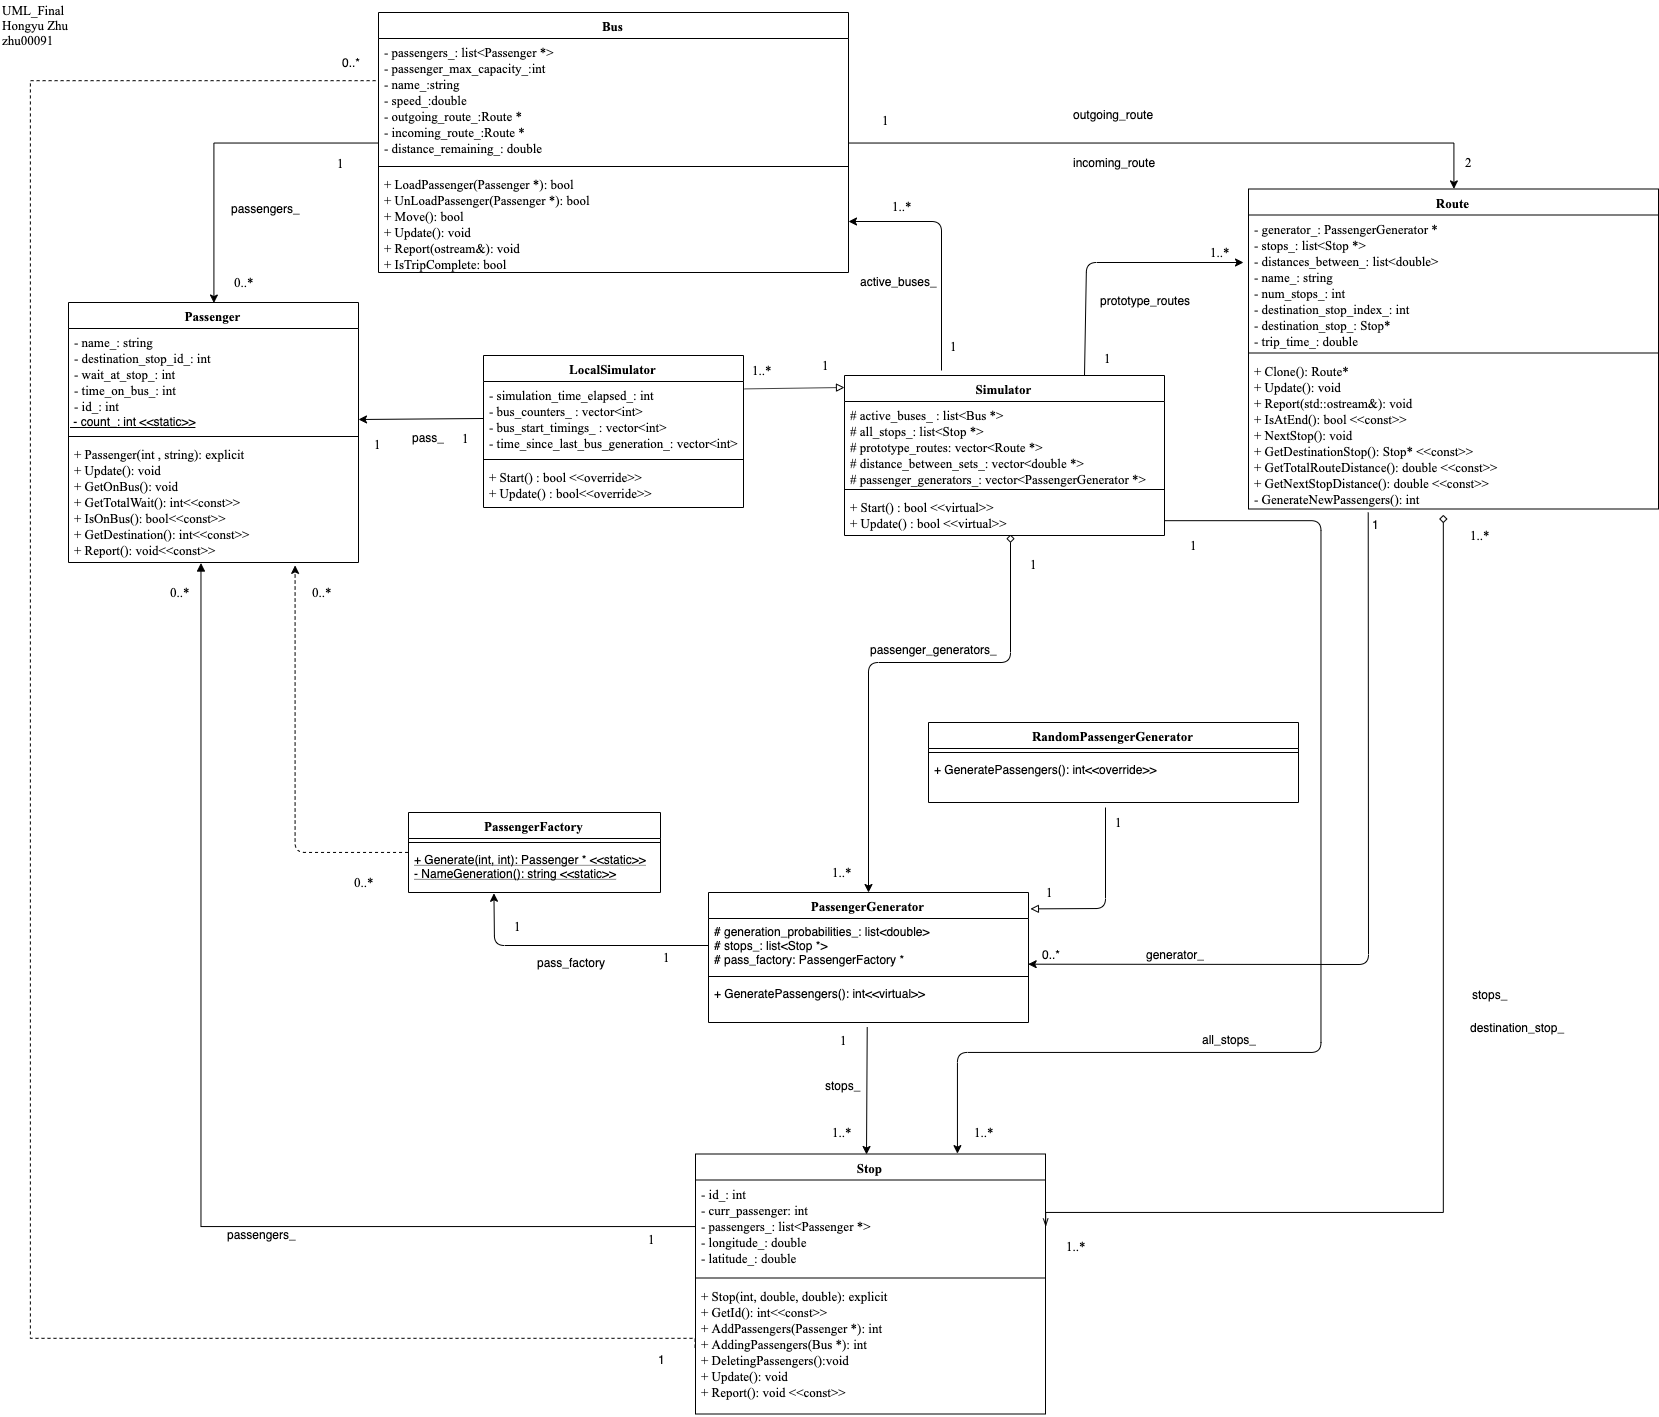 UML_Final
Hongyu Zhu
zhu00091
Bus
- passengers_: list<Passenger *>
- passenger_max_capacity_:int
- name_:string
- speed_:double
- outgoing_route_:Route *
- incoming_route_:Route *
- distance_remaining_: double
+ LoadPassenger(Passenger *): bool
+ UnLoadPassenger(Passenger *): bool
+ Move(): bool
+ Update(): void
+ Report(ostream&): void
+ IsTripComplete: bool
0..*
1
passengers_
0..*
1
outgoing_route
incoming_route
2
1..*
active_buses_
1
1..*
prototype_routes
1
Route
- generator_: PassengerGenerator *
- stops_: list<Stop *>
- distances_between_: list<double>
- name_: string
- num_stops_: int
- destination_stop_index_: int
- destination_stop_: Stop*
- trip_time_: double
+ Clone(): Route*
+ Update(): void
+ Report(std::ostream&): void
+ IsAtEnd(): bool <<const>>
+ NextStop(): void
+ GetDestinationStop(): Stop* <<const>>
+ GetTotalRouteDistance(): double <<const>>
+ GetNextStopDistance(): double <<const>>
- GenerateNewPassengers(): int
Passenger
- name_: string
- destination_stop_id_: int
- wait_at_stop_: int
- time_on_bus_: int
- id_: int
- count_: int <<static>>
+ Passenger(int , string): explicit
+ Update(): void
+ GetOnBus(): void
+ GetTotalWait(): int<<const>>
+ IsOnBus(): bool<<const>>
+ GetDestination(): int<<const>>
+ Report(): void<<const>>
1
pass_
1
LocalSimulator
- simulation_time_elapsed_: int
- bus_counters_ : vector<int>
- bus_start_timings_ : vector<int>
- time_since_last_bus_generation_: vector<int>
+ Start() : bool <<override>>
+ Update() : bool<<override>>
1..*
1
Simulator
# active_buses_ : list<Bus *>
# all_stops_: list<Stop *>
# prototype_routes: vector<Route *>
# distance_between_sets_: vector<double *>
# passenger_generators_: vector<PassengerGenerator *>
+ Start() : bool <<virtual>>
+ Update() : bool <<virtual>>
1
1
1
1..*
0..*
0..*
passenger_generators_
RandomPassengerGenerator
+ GeneratePassengers(): int<<override>>
1
PassengerFactory
+ Generate(int, int): Passenger * <<static>>
- NameGeneration(): string <<static>>
0..*
1
pass_factory
1
1..*
1
PassengerGenerator
# generation_probabilities_: list<double>
# stops_: list<Stop *>
# pass_factory: PassengerFactory *
+ GeneratePassengers(): int<<virtual>>
0..*
generator_
stops_
destination_stop_
1
all_stops_
stops_
1..*
1..*
Stop
- id_: int
- curr_passenger: int
- passengers_: list<Passenger *>
- longitude_: double
- latitude_: double
+ Stop(int, double, double): explicit
+ GetId(): int<<const>>
+ AddPassengers(Passenger *): int
+ AddingPassengers(Bus *): int
+ DeletingPassengers():void
+ Update(): void
+ Report(): void <<const>>
passengers_
1
1..*
1